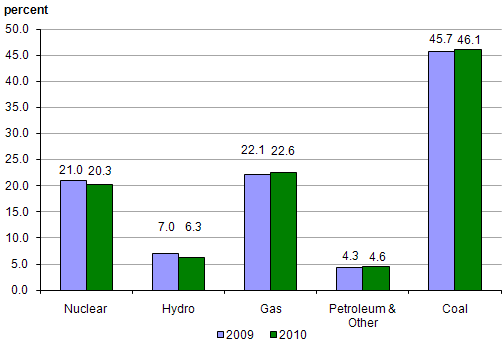 percent
50.0
45.0
40.0
35.0
30.0
25.0
20.0
15.0
10.0
5.0
0.0
21.0 20.3
7.0 6.3
22.1 22.6
4.3 4.6
45.7 46.1
Nuclear
Hydro
Gas
Petroleum &
Other
Coal
2009 2010